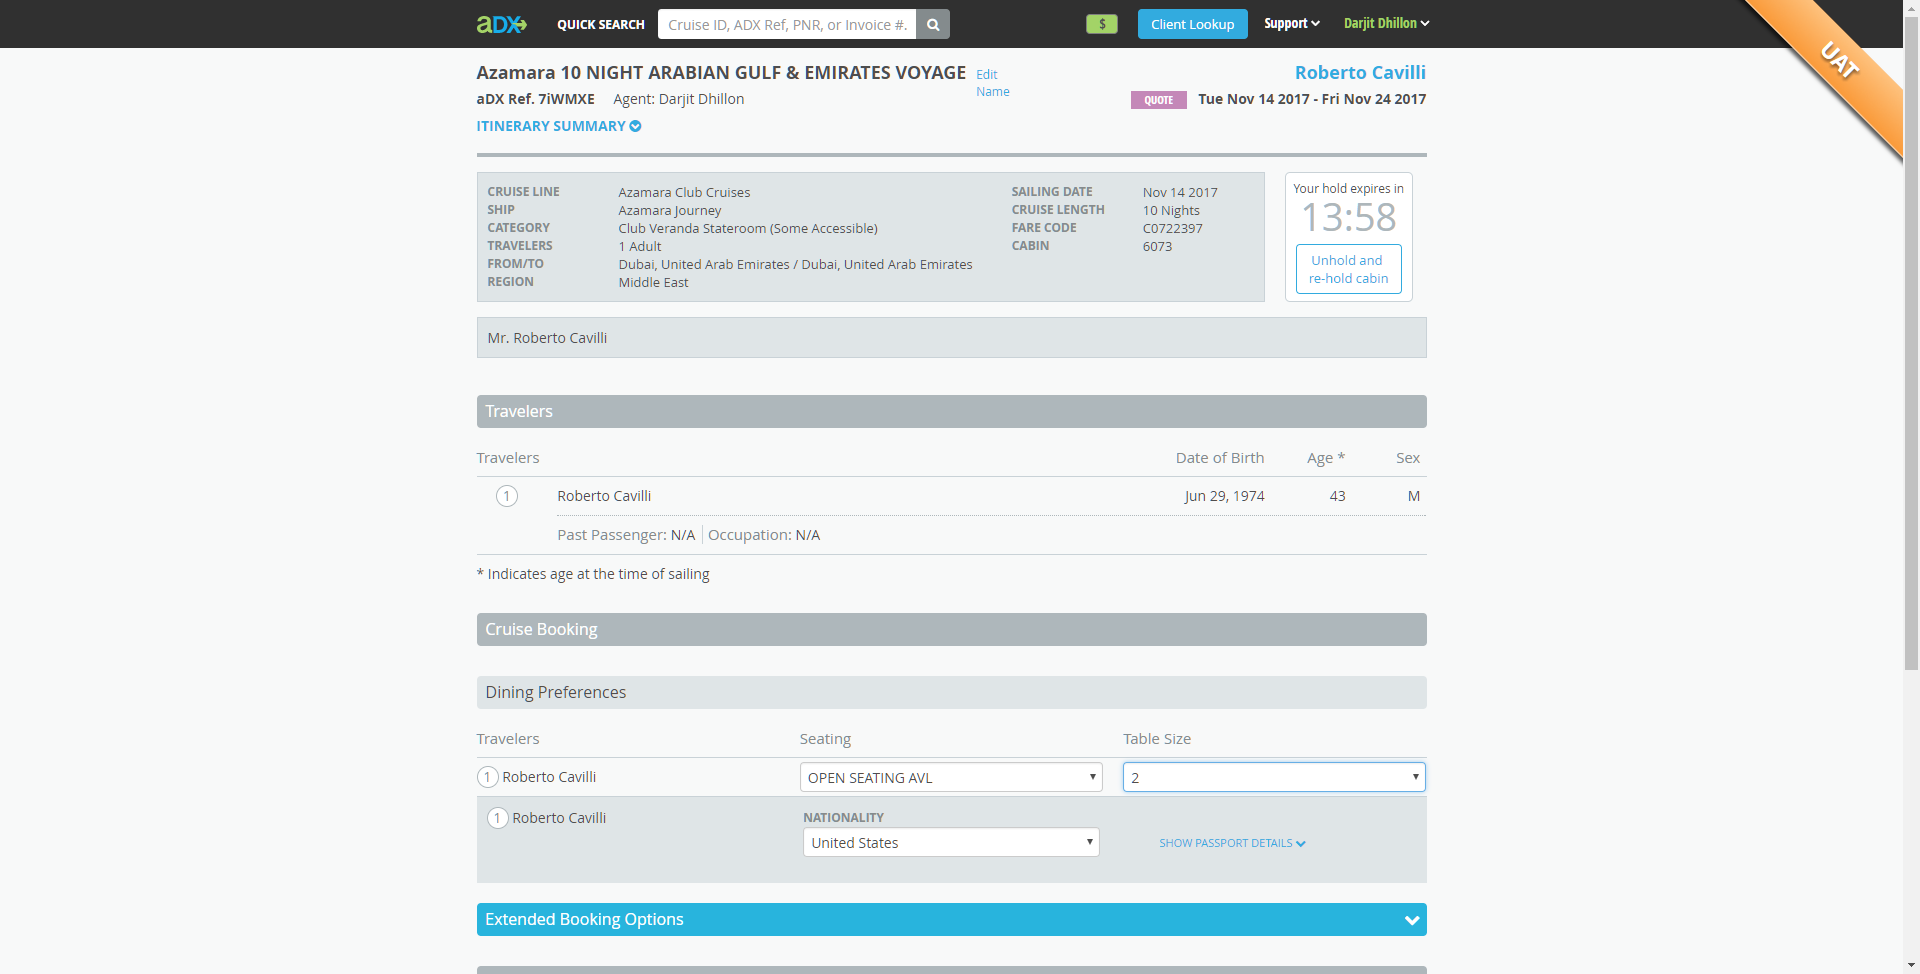 aDX QUICK SEARCH Cruise ID, ADX Ref, PNR, or Invoice #. $ Client Lookup Support Darjit Dhillon
UAT
Azamara 10 NIGHT ARABIAN GULF & EMIRATES VOYAGE Edit Name Roberto Cavilli
aDX Ref. 7iWMXE Agent: Darjit Dhillon QUOTE Tue Nov 14 2017 - Fri Nov 24 2017
ITINERARY SUMMARY
CRUISE LINE Azamara Club Cruises SAILING DATE Nov 14 2017
SHIP Azamara Journey CRUISE LENGTH 10 Nights
CATEGORY Club Veranda Stateroom (Some Accessible) FARE CODE C0722397
TRAVELERS 1 Adult CABIN 6073
FROM/TO Dubai, United Arab Emirates / Dubai, United Arab Emirates
REGION Middle East
Your hold expires in
13:58
Unhold and
re-hold cabin
Mr. Roberto Cavilli
Travelers
Travelers Date of Birth Age * Sex
1 Roberto Cavilli Jun 29, 1974 43 M
Past Passenger: N/A Occupation: N/A
* Indicates age at the time of sailing
Cruise Booking
Dining Preferences
Travelers Seating Table Size
1 Roberto Cavilli OPEN SEATING AVL 2
1 Roberto Cavilli NATIONALITY
United States SHOW PASSPORT DETAILS
Extended Booking Options